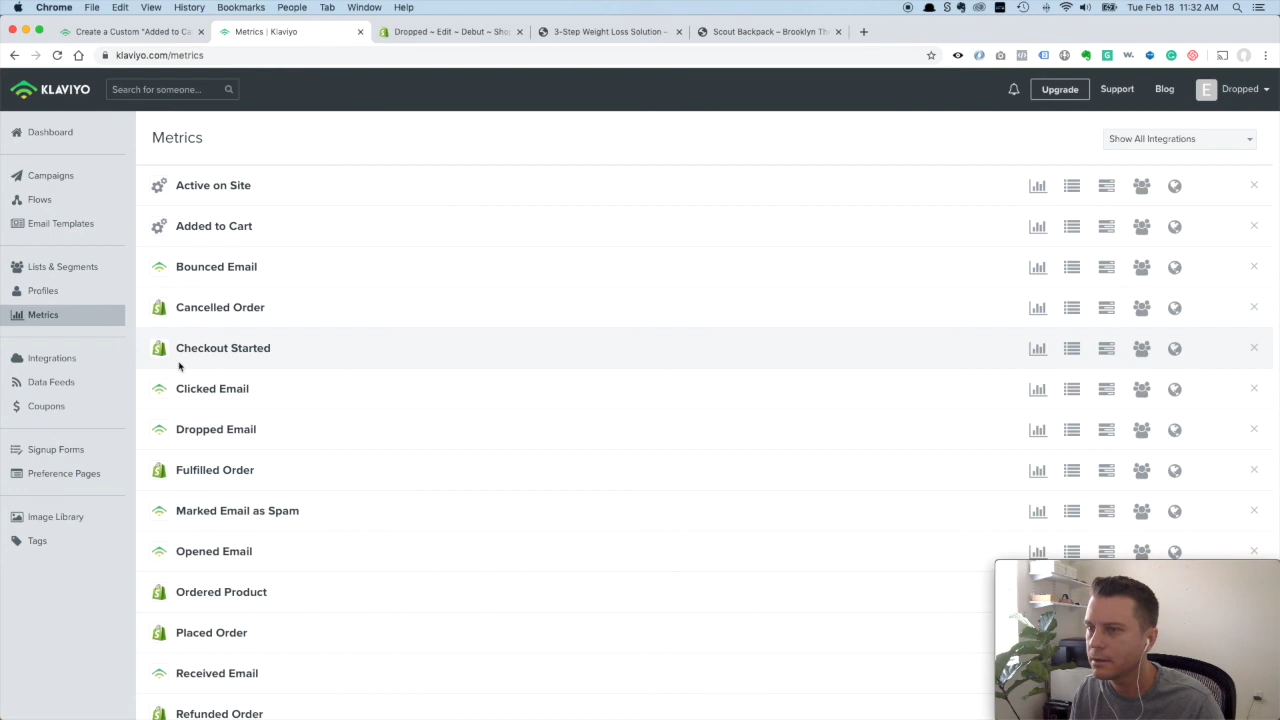 Chrome File Edit View History Bookmarks People Tab Window Help Tue Feb 18 11:32 AM
Create a Custom "Added to Ca
Metrics | Klaviyo
Dropped ~ Edit ~ Debut ~ Sho
3-Step Weight Loss Solution –
Scout Backpack – Brooklyn Th
klaviyo.com/metrics
KLAVIYO
Search for someone...
Upgrade
Support
Blog
E
Dropped
Dashboard
Campaigns
Flows
Email Templates
Lists & Segments
Profiles
Metrics
Integrations
Data Feeds
Coupons
Signup Forms
Preference Pages
Image Library
Tags
Metrics
Show All Integrations
Active on Site
Added to Cart
Bounced Email
Cancelled Order
Checkout Started
Clicked Email
Dropped Email
Fulfilled Order
Marked Email as Spam
Opened Email
Ordered Product
Placed Order
Received Email
Refunded Order